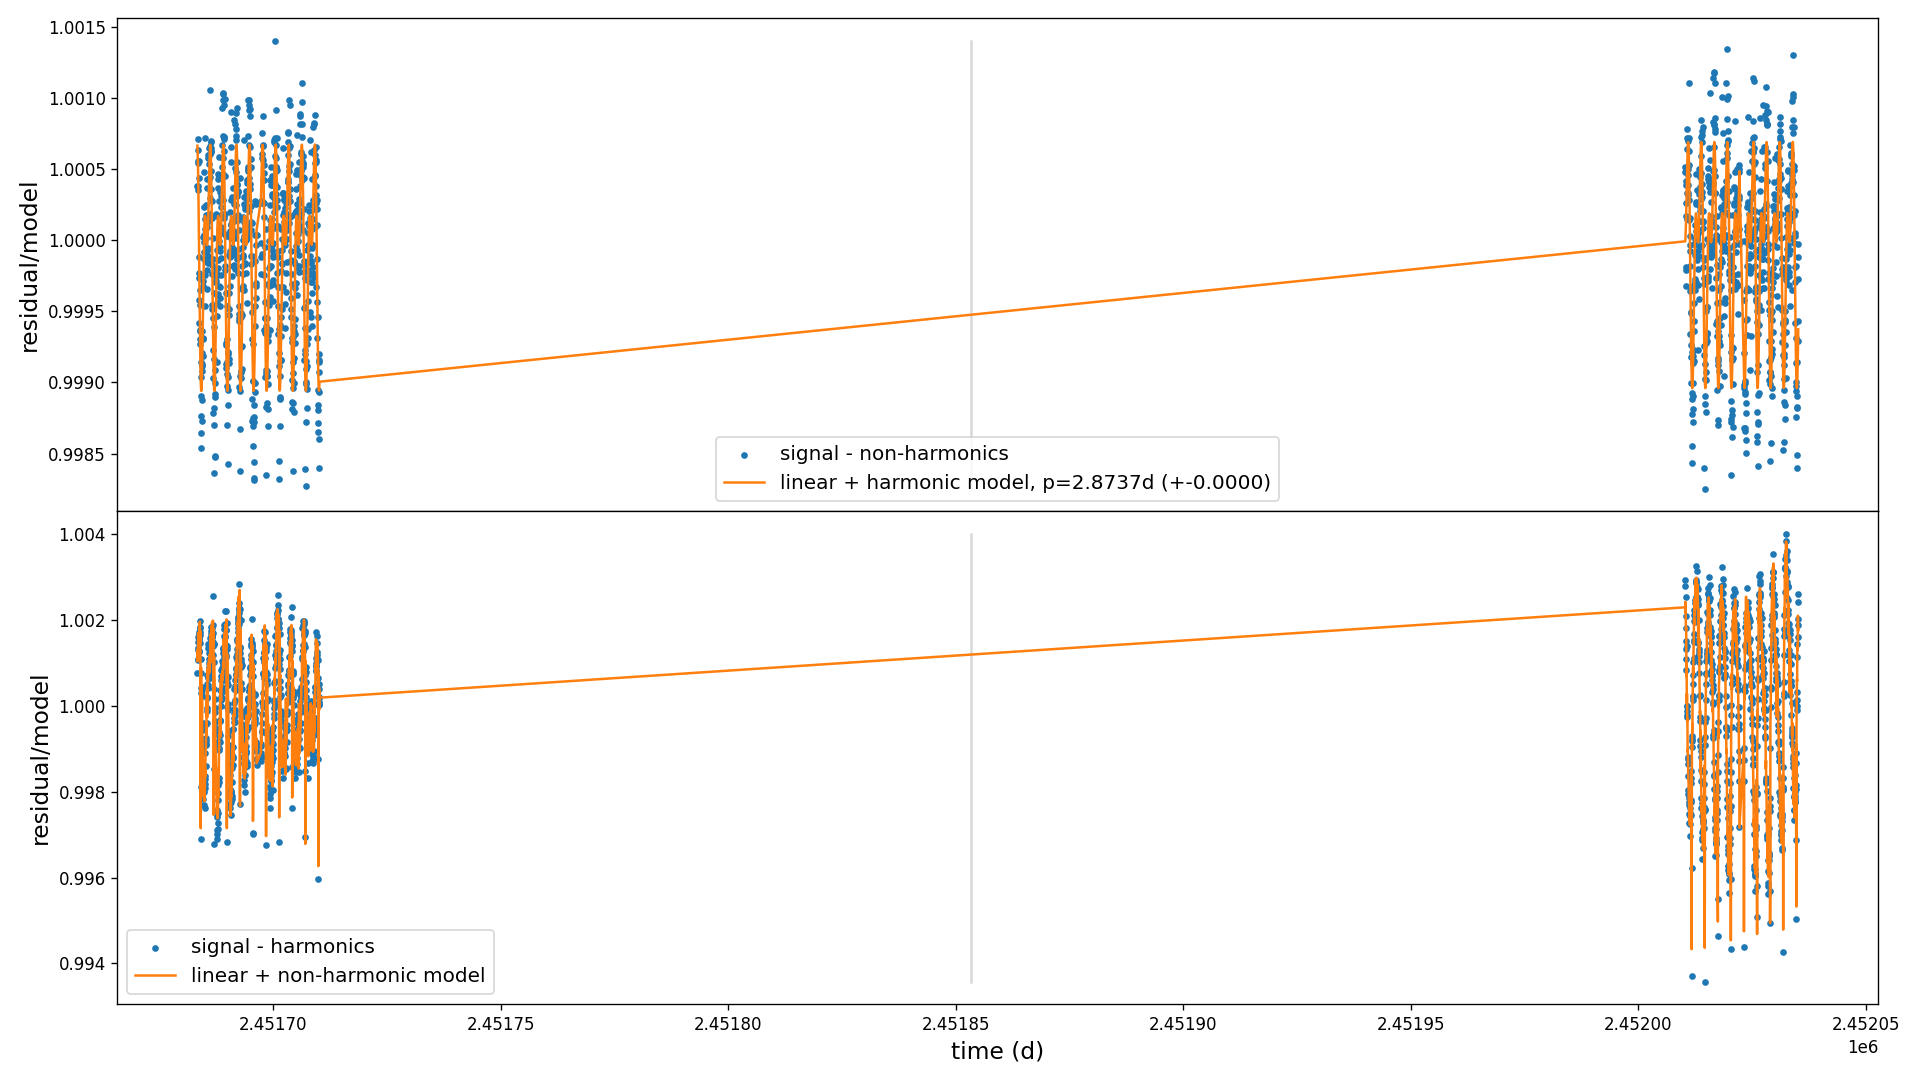 1.0015
1.0010
1.0005
1.0000
0.9995
0.9990
0.9985
residual/model
signal - non-harmonics
linear + harmonic model, p=2.8737d (+-0.0000)
1.004
1.002
1.000
0.998
0.996
0.994
residual/model
signal - harmonics
linear + non-harmonic model
2.45170 2.45175 2.45180 2.45185 2.45190 2.45195 2.45200 2.45205
1e6
time (d)